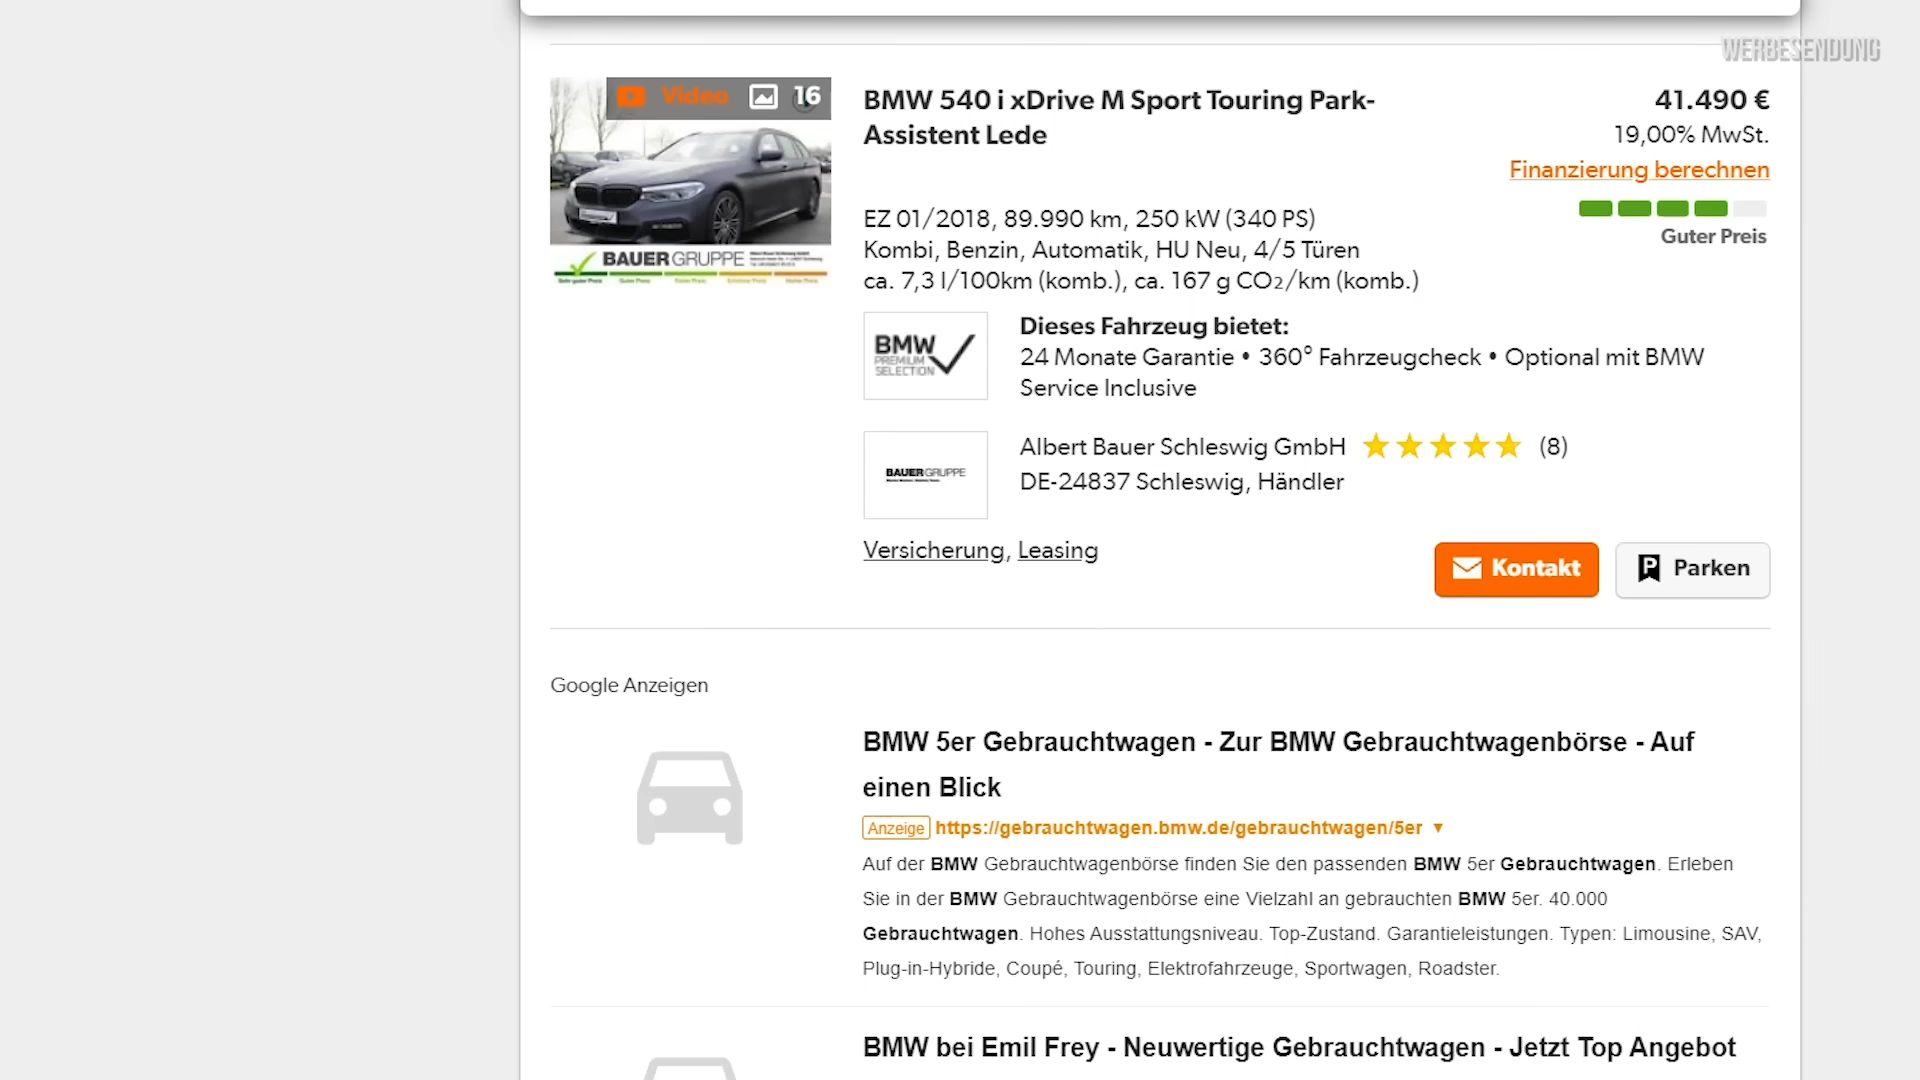 WERBESENDUNG
Video 16
BMW 540 i xDrive M Sport Touring Park-
Assistent Lede
41.490 €
19,00% MwSt.
Finanzierung berechnen
Guter Preis
EZ 01/2018, 89.990 km, 250 kW (340 PS)
Kombi, Benzin, Automatik, HU Neu, 4/5 Türen
ca. 7,3 l/100km (komb.), ca. 167 g CO₂/km (komb.)
BAUERGRUPPE
BMW
PREMIUM
SELECTION
Dieses Fahrzeug bietet:
24 Monate Garantie • 360° Fahrzeugcheck • Optional mit BMW
Service Inclusive
BAUERGRUPPE
Albert Bauer Schleswig GmbH (8)
DE-24837 Schleswig, Händler
Versicherung, Leasing
Kontakt
Parken
Google Anzeigen
BMW 5er Gebrauchtwagen - Zur BMW Gebrauchtwagenbörse - Auf
einen Blick
Anzeige https://gebrauchtwagen.bmw.de/gebrauchtwagen/5er
Auf der BMW Gebrauchtwagenbörse finden Sie den passenden BMW 5er Gebrauchtwagen. Erleben
Sie in der BMW Gebrauchtwagenbörse eine Vielzahl an gebrauchten BMW 5er. 40.000
Gebrauchtwagen. Hohes Ausstattungsniveau. Top-Zustand. Garantieleistungen. Typen: Limousine, SAV,
Plug-in-Hybride, Coupé, Touring, Elektrofahrzeuge, Sportwagen, Roadster.
BMW bei Emil Frey - Neuwertige Gebrauchtwagen - Jetzt Top Angebot